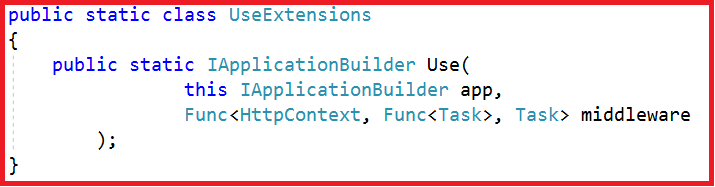 public static class UseExtensions
{
    public static IApplicationBuilder Use(
                this IApplicationBuilder app,
                Func<HttpContext, Func<Task>, Task> middleware
        );
}